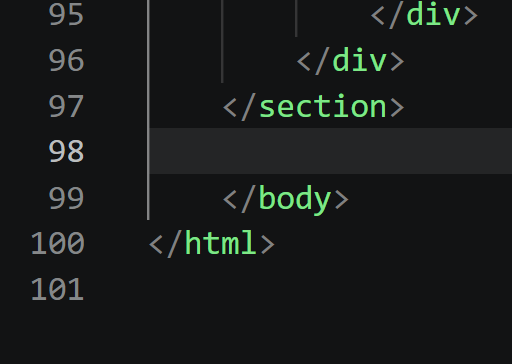 95                </div>
96            </div>
97        </section>
98
99        </body>
100    </html>
101